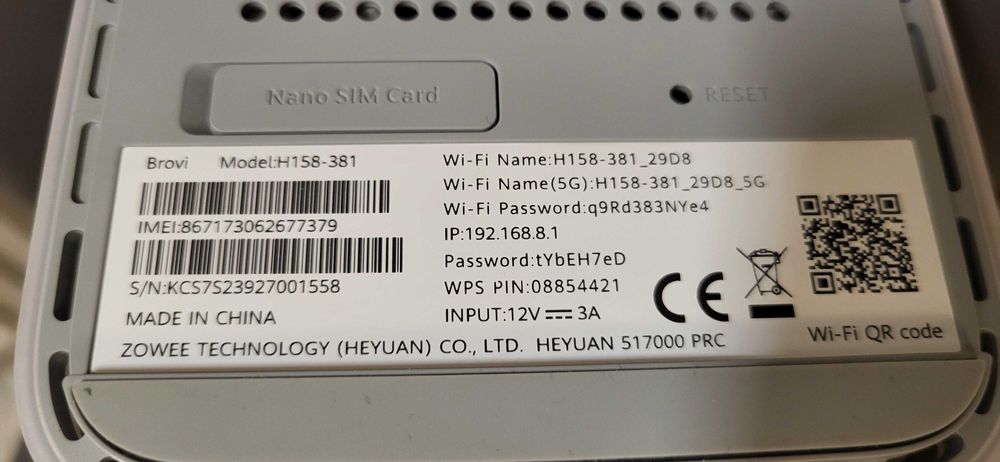 Nano SIM Card
RESET
Brovi Model:H158-381
IMEI:867173062677379
S/N:KCS7S23927001558
MADE IN CHINA
Wi-Fi Name:H158-381_29D8
Wi-Fi Name(5G):H158-381_29D8_5G
Wi-Fi Password:q9Rd383NYe4
IP:192.168.8.1
Password:tYbEH7eD
WPS PIN:08854421
INPUT:12V⎓3A
CE
Wi-Fi QR code
ZOWEE TECHNOLOGY (HEYUAN) CO., LTD. HEYUAN 517000 PRC